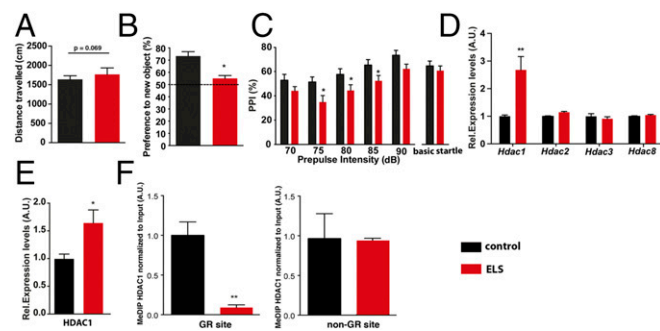 A
Distance travelled (cm)
2500
2000
1500
1000
500
0
p = 0.069
B
Preference to new object (%)
90
80
70
60
50
40
30
20
10
0
*
C
PPI (%)
80
60
40
20
0
* * *
70 75 80 85 90 basic startle
Prepulse Intensity (dB)
D
Rel.Expression levels (A.U.)
4
3
2
1
0
**
Hdac1 Hdac2 Hdac3 Hdac8
E
Rel.Expression levels (A.U.)
2.0
1.5
1.0
0.5
0.0
*
HDAC1
F
MeDIP HDAC1 normalized to Input (A.U.)
1.5
1.0
0.5
0.0
**
GR site
MeDIP HDAC1 normalized to Input (A.U.)
1.5
1.0
0.5
0.0
non-GR site
control
ELS